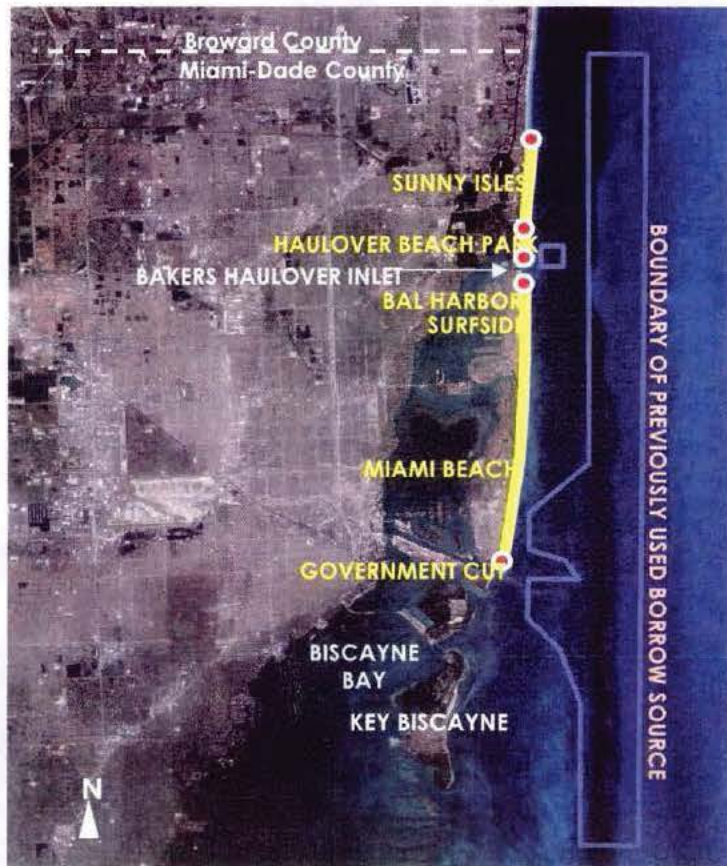 Broward County
Miami-Dade County
SUNNY ISLES
HAULOVER BEACH PARK
BAKERS HAULOVER INLET
BAL HARBOR
SURFSIDE
MIAMI BEACH
GOVERNMENT CUT
BISCAYNE
BAY
KEY BISCAYNE
BOUNDARY OF PREVIOUSLY USED BORROW SOURCE
N